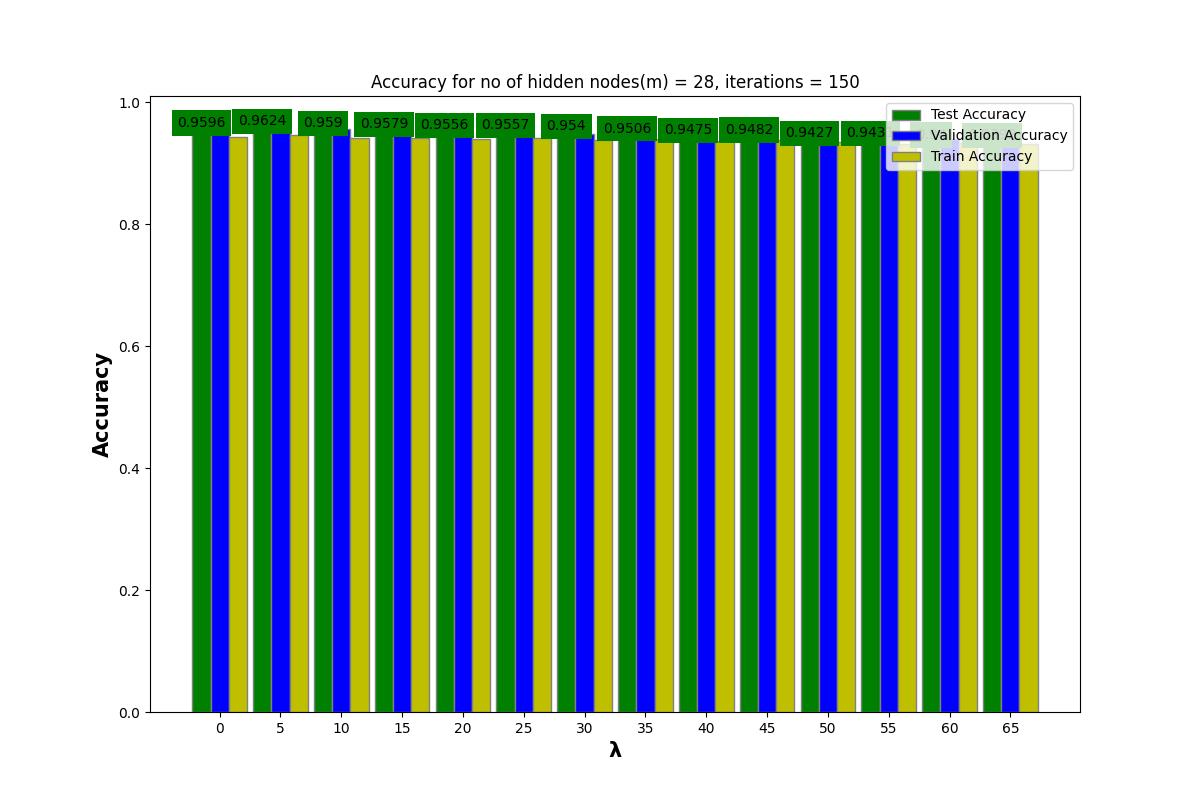 Accuracy for no of hidden nodes(m) = 28, iterations = 150
1.0
0.8
0.6
0.4
0.2
0.0
Accuracy
0.9596
0.9624
0.959
0.9579
0.9556
0.9557
0.954
0.9506
0.9475
0.9482
0.9427
0.943
Test Accuracy
Validation Accuracy
Train Accuracy
0 5 10 15 20 25 30 35 40 45 50 55 60 65
λ